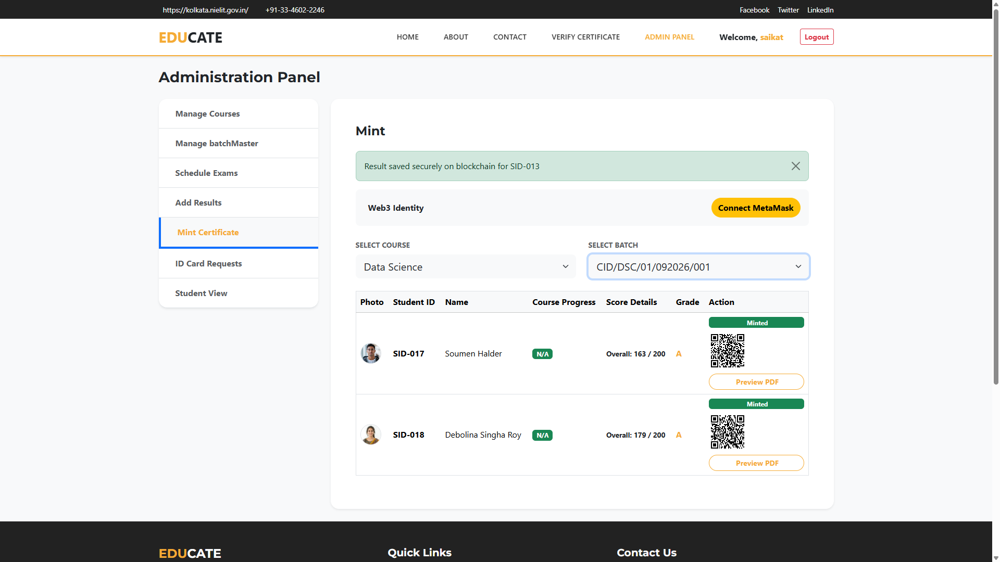 https://kolkata.nielit.gov.in/ +91-33-4602-2246 Facebook Twitter LinkedIn
EDUCATE HOME ABOUT CONTACT VERIFY CERTIFICATE ADMIN PANEL Welcome, saikat Logout
Administration Panel
Manage Courses
Manage batchMaster
Schedule Exams
Add Results
Mint Certificate
ID Card Requests
Student View
Mint
Result saved securely on blockchain for SID-013
Web3 Identity Connect MetaMask
SELECT COURSE SELECT BATCH
Data Science CID/DSC/01/092026/001
Photo Student ID Name Course Progress Score Details Grade Action
Minted
SID-017 Soumen Halder N/A Overall: 163 / 200 A
Preview PDF
Minted
SID-018 Debolina Singha Roy N/A Overall: 179 / 200 A
Preview PDF
EDUCATE Quick Links Contact Us